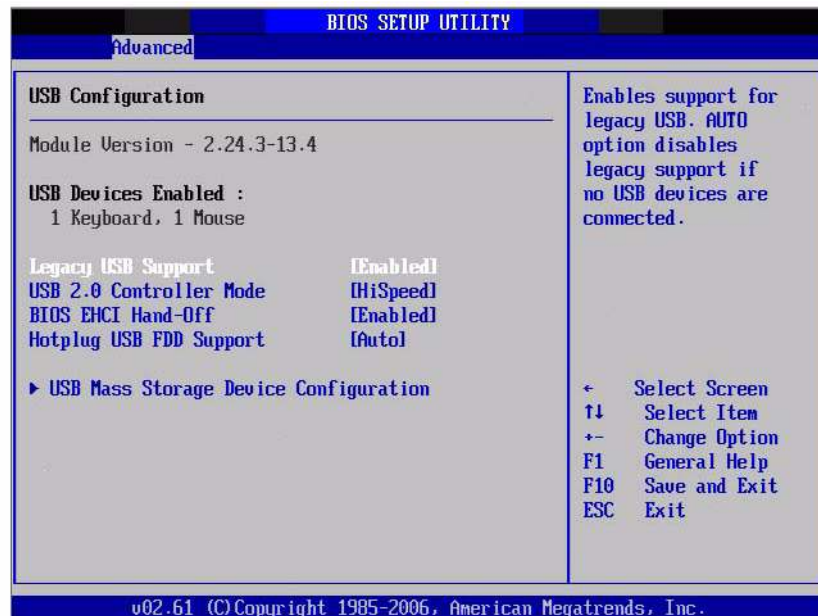 BIOS SETUP UTILITY
Advanced
USB Configuration
Module Version - 2.24.3-13.4
USB Devices Enabled :
1 Keyboard, 1 Mouse
Legacy USB Support [Enabled]
USB 2.0 Controller Mode [HiSpeed]
BIOS EHCI Hand-Off [Enabled]
Hotplug USB FDD Support [Auto]
▶ USB Mass Storage Device Configuration
Enables support for
legacy USB. AUTO
option disables
legacy support if
no USB devices are
connected.
← Select Screen
↑↓ Select Item
+- Change Option
F1 General Help
F10 Save and Exit
ESC Exit
v02.61 (C)Copyright 1985-2006, American Megatrends, Inc.